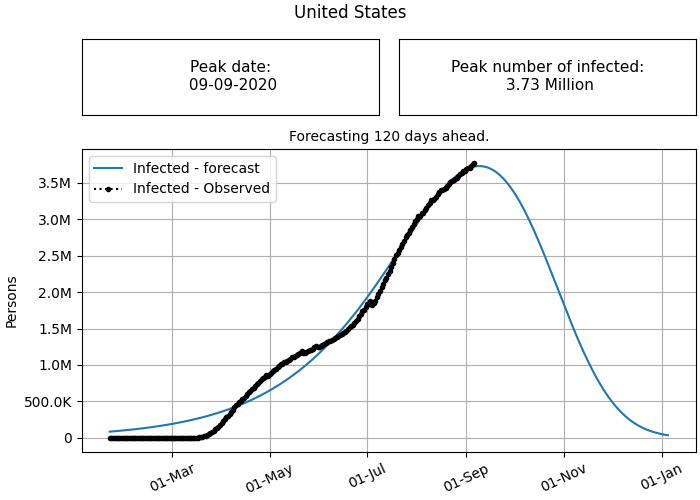 United States
Peak date:
09-09-2020
Peak number of infected:
3.73 Million
Forecasting 120 days ahead.
Infected - forecast
Infected - Observed
Persons
3.5M
3.0M
2.5M
2.0M
1.5M
1.0M
500.0K
0
01-Mar
01-May
01-Jul
01-Sep
01-Nov
01-Jan